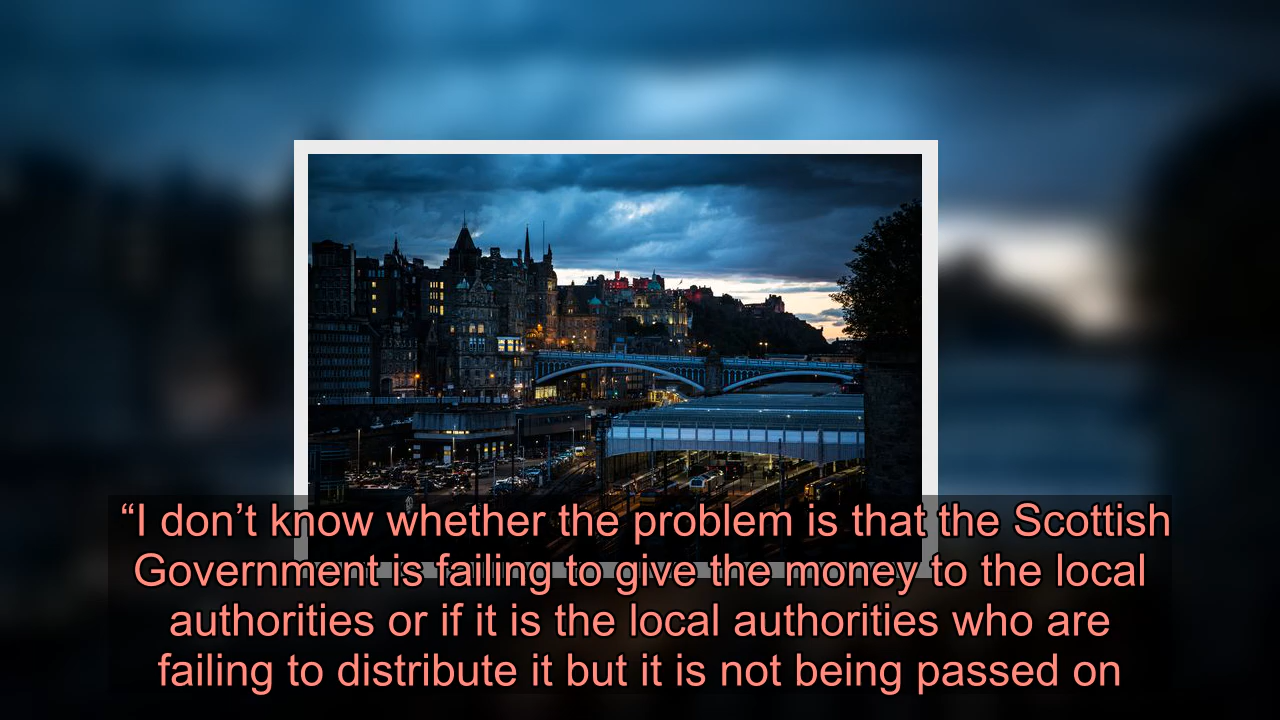 “I don’t know whether the problem is that the Scottish
Government is failing to give the money to the local
authorities or if it is the local authorities who are
failing to distribute it but it is not being passed on